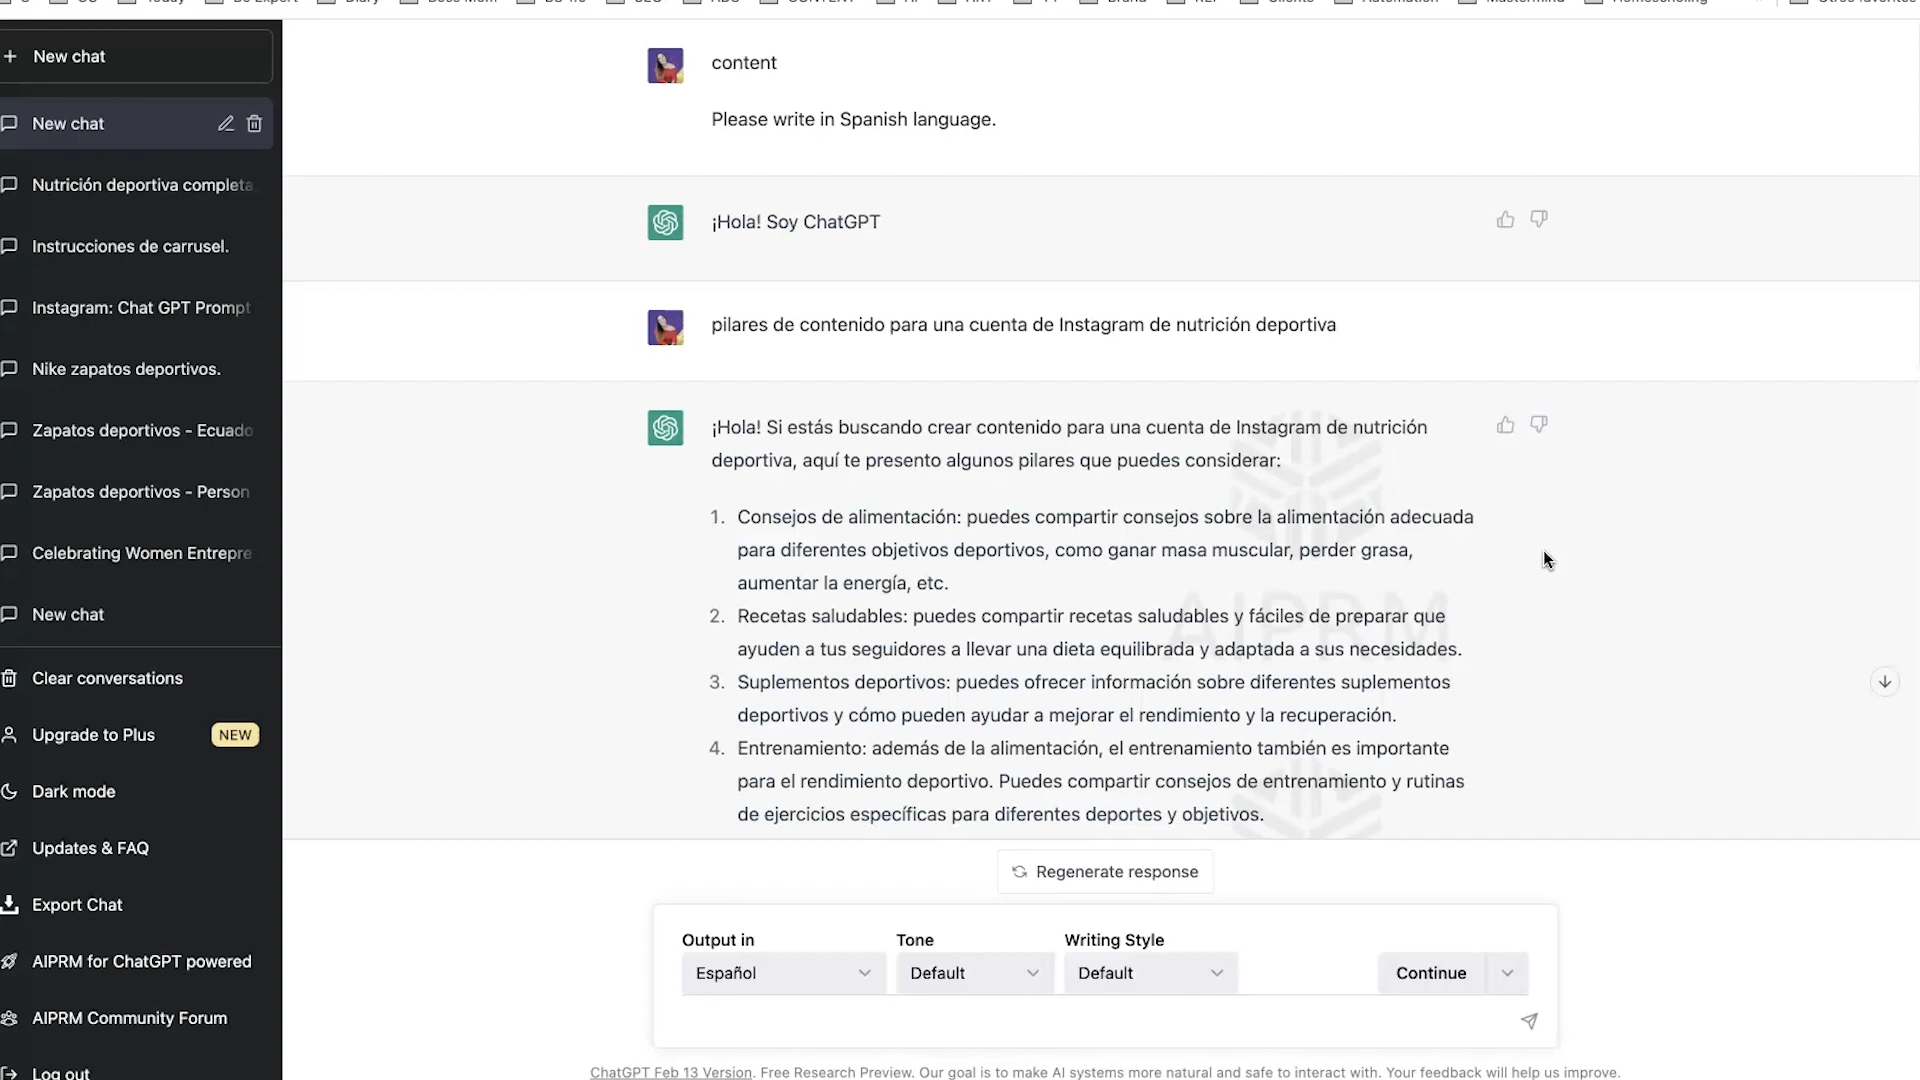 New chat
New chat
Nutrición deportiva completa
Instrucciones de carrusel.
Instagram: Chat GPT Prompt
Nike zapatos deportivos.
Zapatos deportivos - Ecuado
Zapatos deportivos - Person
Celebrating Women Entrepre
New chat
Clear conversations
Upgrade to Plus NEW
Dark mode
Updates & FAQ
Export Chat
AIPRM for ChatGPT powered
AIPRM Community Forum
Log out
content
Please write in Spanish language.
¡Hola! Soy ChatGPT
pilares de contenido para una cuenta de Instagram de nutrición deportiva
¡Hola! Si estás buscando crear contenido para una cuenta de Instagram de nutrición
deportiva, aquí te presento algunos pilares que puedes considerar:
1. Consejos de alimentación: puedes compartir consejos sobre la alimentación adecuada
para diferentes objetivos deportivos, como ganar masa muscular, perder grasa,
aumentar la energía, etc.
2. Recetas saludables: puedes compartir recetas saludables y fáciles de preparar que
ayuden a tus seguidores a llevar una dieta equilibrada y adaptada a sus necesidades.
3. Suplementos deportivos: puedes ofrecer información sobre diferentes suplementos
deportivos y cómo pueden ayudar a mejorar el rendimiento y la recuperación.
4. Entrenamiento: además de la alimentación, el entrenamiento también es importante
para el rendimiento deportivo. Puedes compartir consejos de entrenamiento y rutinas
de ejercicios específicas para diferentes deportes y objetivos.
AIPRM
Regenerate response
Output in Tone Writing Style
Español Default Default Continue
ChatGPT Feb 13 Version. Free Research Preview. Our goal is to make AI systems more natural and safe to interact with. Your feedback will help us improve.